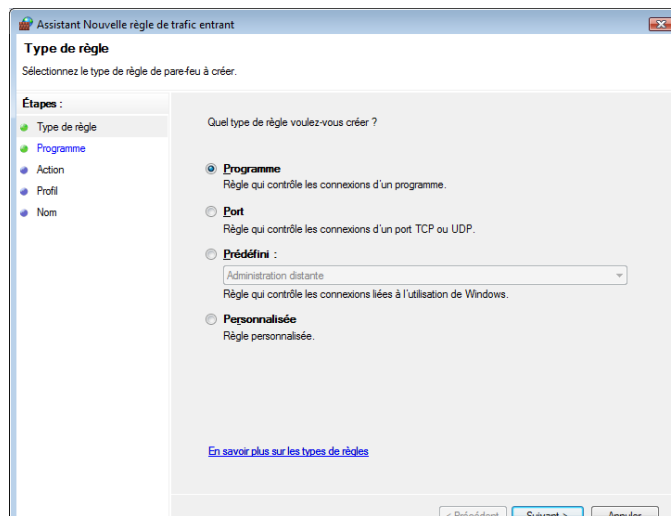 Assistant Nouvelle règle de trafic entrant
Type de règle
Sélectionnez le type de règle de pare-feu à créer.
Étapes :
Type de règle
Programme
Action
Profil
Nom
Quel type de règle voulez-vous créer ?
Programme
Règle qui contrôle les connexions d'un programme.
Port
Règle qui contrôle les connexions d'un port TCP ou UDP.
Prédéfini :
Administration distante
Règle qui contrôle les connexions liées à l'utilisation de Windows.
Personnalisée
Règle personnalisée.
En savoir plus sur les types de règles
< Précédent Suivant > Annuler